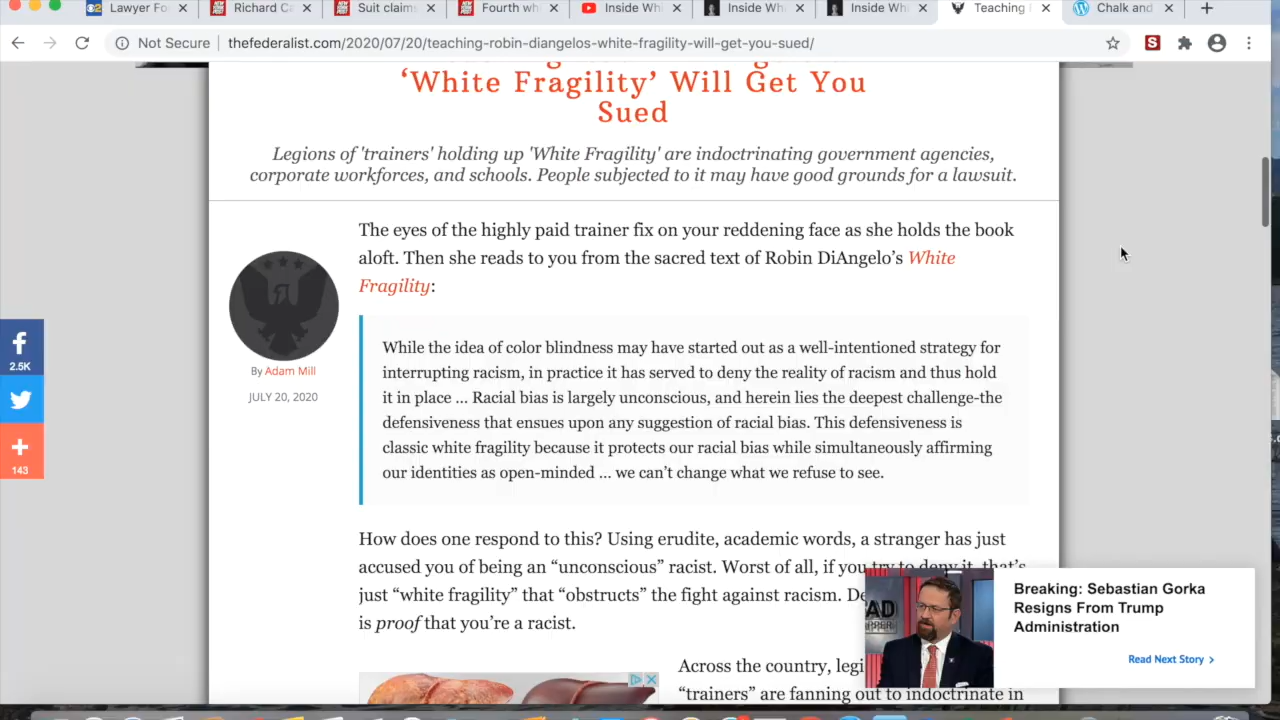 Lawyer Fo
Richard C
Suit claims
Fourth wh
Inside Whi
Inside Whi
Inside Whi
Teaching
Chalk and
Not Secure
thefederalist.com/2020/07/20/teaching-robin-diangelos-white-fragility-will-get-you-sued/
‘White Fragility’ Will Get You
Sued
Legions of 'trainers' holding up 'White Fragility' are indoctrinating government agencies,
corporate workforces, and schools. People subjected to it may have good grounds for a lawsuit.
The eyes of the highly paid trainer fix on your reddening face as she holds the book
aloft. Then she reads to you from the sacred text of Robin DiAngelo’s White
Fragility:
By Adam Mill
JULY 20, 2020
2.5K
143
While the idea of color blindness may have started out as a well-intentioned strategy for
interrupting racism, in practice it has served to deny the reality of racism and thus hold
it in place ... Racial bias is largely unconscious, and herein lies the deepest challenge-the
defensiveness that ensues upon any suggestion of racial bias. This defensiveness is
classic white fragility because it protects our racial bias while simultaneously affirming
our identities as open-minded ... we can’t change what we refuse to see.
How does one respond to this? Using erudite, academic words, a stranger has just
accused you of being an “unconscious” racist. Worst of all, if you try to deny it, that’s
just “white fragility” that “obstructs” the fight against racism. De
is proof that you’re a racist.
Across the country, legi
“trainers” are fanning out to indoctrinate in
Breaking: Sebastian Gorka
Resigns From Trump
Administration
Read Next Story